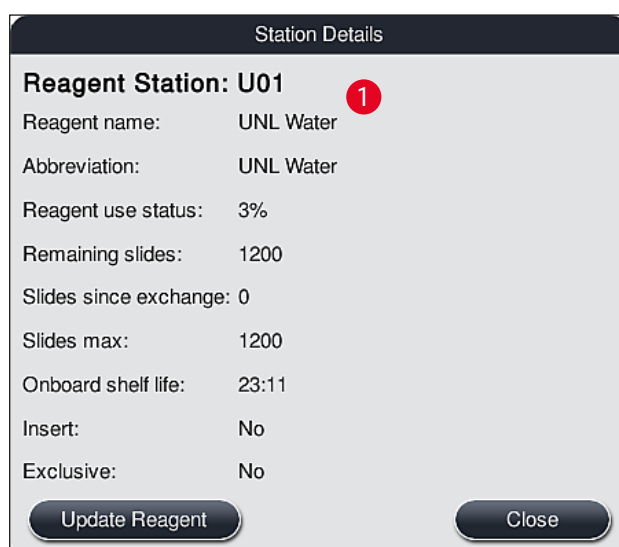 Station Details
Reagent Station: U01
1
Reagent name: UNL Water
Abbreviation: UNL Water
Reagent use status: 3%
Remaining slides: 1200
Slides since exchange: 0
Slides max: 1200
Onboard shelf life: 23:11
Insert: No
Exclusive: No
Update Reagent Close